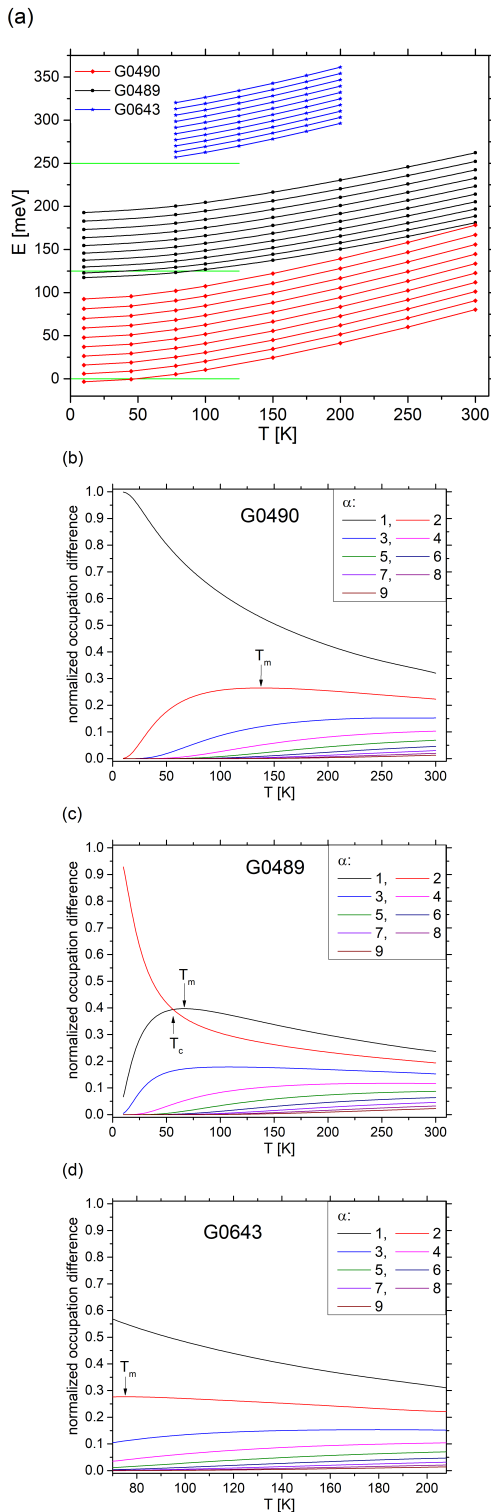 (a)
G0490
G0489
G0643
350
300
250
200
150
100
50
0
E [meV]
0 50 100 150 200 250 300
T [K]
(b)
G0490
α:
1, 2
3, 4
5, 6
7, 8
9
Tm
1.0
0.9
0.8
0.7
0.6
0.5
0.4
0.3
0.2
0.1
0.0
normalized occupation difference
0 50 100 150 200 250 300
T [K]
(c)
G0489
α:
1, 2
3, 4
5, 6
7, 8
9
Tm
Tc
1.0
0.9
0.8
0.7
0.6
0.5
0.4
0.3
0.2
0.1
0.0
normalized occupation difference
0 50 100 150 200 250 300
T [K]
(d)
G0643
α:
1, 2
3, 4
5, 6
7, 8
9
Tm
1.0
0.9
0.8
0.7
0.6
0.5
0.4
0.3
0.2
0.1
0.0
normalized occupation difference
80 100 120 140 160 180 200
T [K]